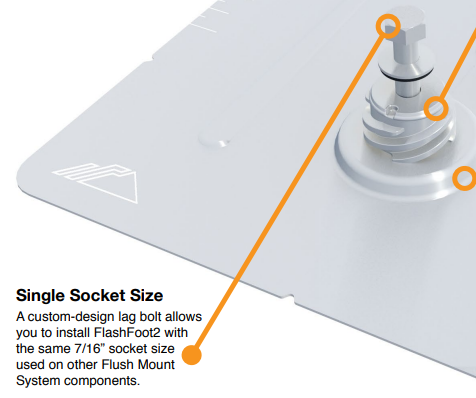 Single Socket Size
A custom-design lag bolt allows
you to install FlashFoot2 with
the same 7/16” socket size
used on other Flush Mount
System components.